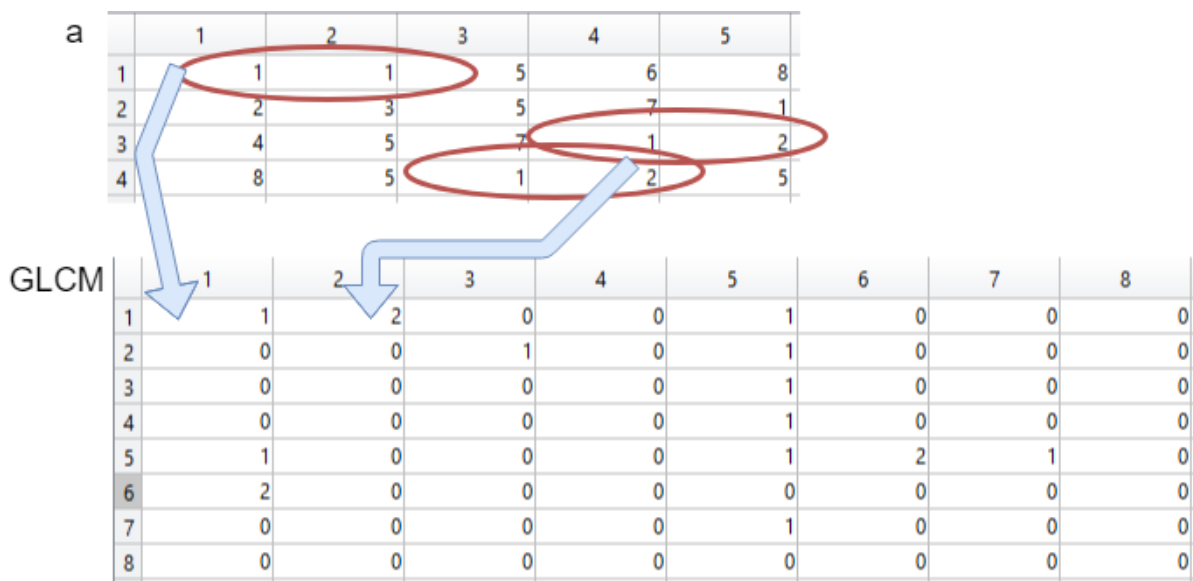 a 1 2 3 4 5
1 1 1 5 6 8
2 2 3 5 7 1
3 4 5 7 1 2
4 8 5 1 2 5
GLCM 1 2 3 4 5 6 7 8
1 1 2 0 0 1 0 0 0
2 0 0 1 0 1 0 0 0
3 0 0 0 0 1 0 0 0
4 0 0 0 0 1 0 0 0
5 1 0 0 0 1 2 1 0
6 2 0 0 0 0 0 0 0
7 0 0 0 0 1 0 0 0
8 0 0 0 0 0 0 0 0